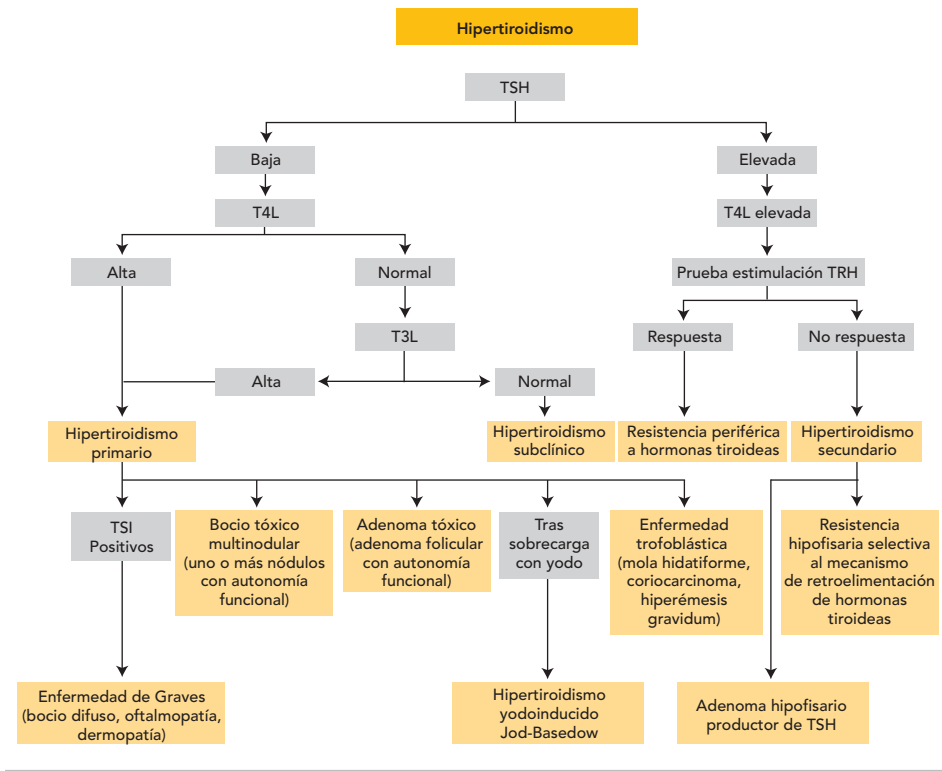 Hipertiroidismo
TSH
Baja
Elevada
T4L
T4L elevada
Alta
Normal
Prueba estimulación TRH
T3L
Respuesta
No respuesta
Alta
Normal
Hipertiroidismo
primario
Hipertiroidismo
subclínico
Resistencia periférica
a hormonas tiroideas
Hipertiroidismo
secundario
TSI
Positivos
Bocio tóxico
multinodular
(uno o más nódulos
con autonomía
funcional)
Adenoma tóxico
(adenoma folicular
con autonomía
funcional)
Tras
sobrecarga
con yodo
Enfermedad
trofoblástica
(mola hidatiforme,
coriocarcinoma,
hiperémesis
gravidum)
Resistencia
hipofisaria selectiva
al mecanismo
de retroelimitación
de hormonas
tiroideas
Enfermedad de Graves
(bocio difuso, oftalmopatía,
dermopatía)
Hipertiroidismo
yodoinducido
Jod-Basedow
Adenoma hipofisario
productor de TSH